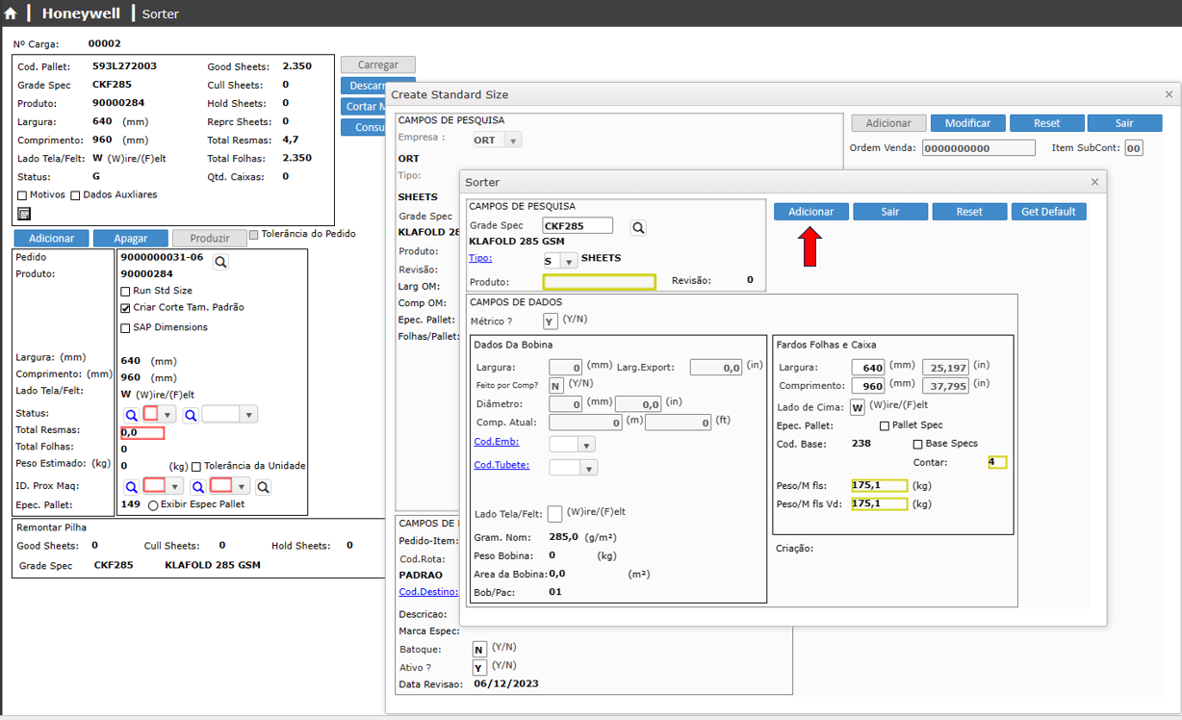 Honeywell Sorter
Nº Carga: 00002
Cod. Pallet: 593L272003 Good Sheets: 2.350
Grade Spec CKF285 Cull Sheets: 0
Produto: 90000284 Hold Sheets: 0
Largura: 640 (mm) Reprc Sheets: 0
Comprimento: 960 (mm) Total Resmas: 4,7
Lado Tela/Felt: W (W)ire/(F)elt Total Folhas: 2.350
Status: G Qtd. Caixas: 0
Motivos Dados Auxliares
Carregar
Descarr
Cortar M
Consu
Adicionar Apagar Produzir Tolerância do Pedido
Pedido 9000000031-06
Produto: 90000284
Run Std Size
Criar Corte Tam. Padrão
SAP Dimensions
Largura: (mm) 640 (mm)
Comprimento: (mm) 960 (mm)
Lado Tela/Felt: W (W)ire/(F)elt
Status:
Total Resmas: 0,0
Total Folhas: 0
Peso Estimado: (kg) 0 (kg) Tolerância da Unidade
ID. Prox Maq:
Epec. Pallet: 149 Exibir Espec Pallet
Remontar Pilha
Good Sheets: 0 Cull Sheets: 0 Hold Sheets: 0
Grade Spec CKF285 KLAFOLD 285 GSM
Create Standard Size
CAMPOS DE PESQUISA
Empresa : ORT
ORT
Tipo:
SHEETS
Grade Spec
KLAFOLD 28
Produto:
Revisão:
Larg OM:
Comp OM:
Epec. Pallet:
Folhas/Pallet:
Adicionar Modificar Reset Sair
Ordem Venda: 0000000000 Item SubCont: 00
CAMPOS DE
Pedido-Item:
Cod.Rota:
PADRAO
Cod.Destino:
Descricao:
Marca Espec:
Batoque: N (Y/N)
Ativo ? Y (Y/N)
Data Revisao: 06/12/2023
Sorter
CAMPOS DE PESQUISA
Grade Spec CKF285
KLAFOLD 285 GSM
Tipo: S SHEETS
Produto: Revisão: 0
Adicionar Sair Reset Get Default
CAMPOS DE DADOS
Métrico ? Y (Y/N)
Dados Da Bobina
Largura: 0 (mm) Larg.Export: 0,0 (in)
Feito por Comp? N (Y/N)
Diâmetro: 0 (mm) 0,0 (in)
Comp. Atual: 0 (m) 0 (ft)
Cod.Emb:
Cod.Tubete:
Lado Tela/Felt: (W)ire/(F)elt
Gram. Nom: 285,0 (g/m²)
Peso Bobina: 0 (kg)
Area da Bobina: 0,0 (m²)
Bob/Pac: 01
Fardos Folhas e Caixa
Largura: 640 (mm) 25,197 (in)
Comprimento: 960 (mm) 37,795 (in)
Lado de Cima: W (W)ire/(F)elt
Epec. Pallet: Pallet Spec
Cod. Base: 238 Base Specs
Contar: 4
Peso/M fls: 175,1 (kg)
Peso/M fls Vd: 175,1 (kg)
Criação: